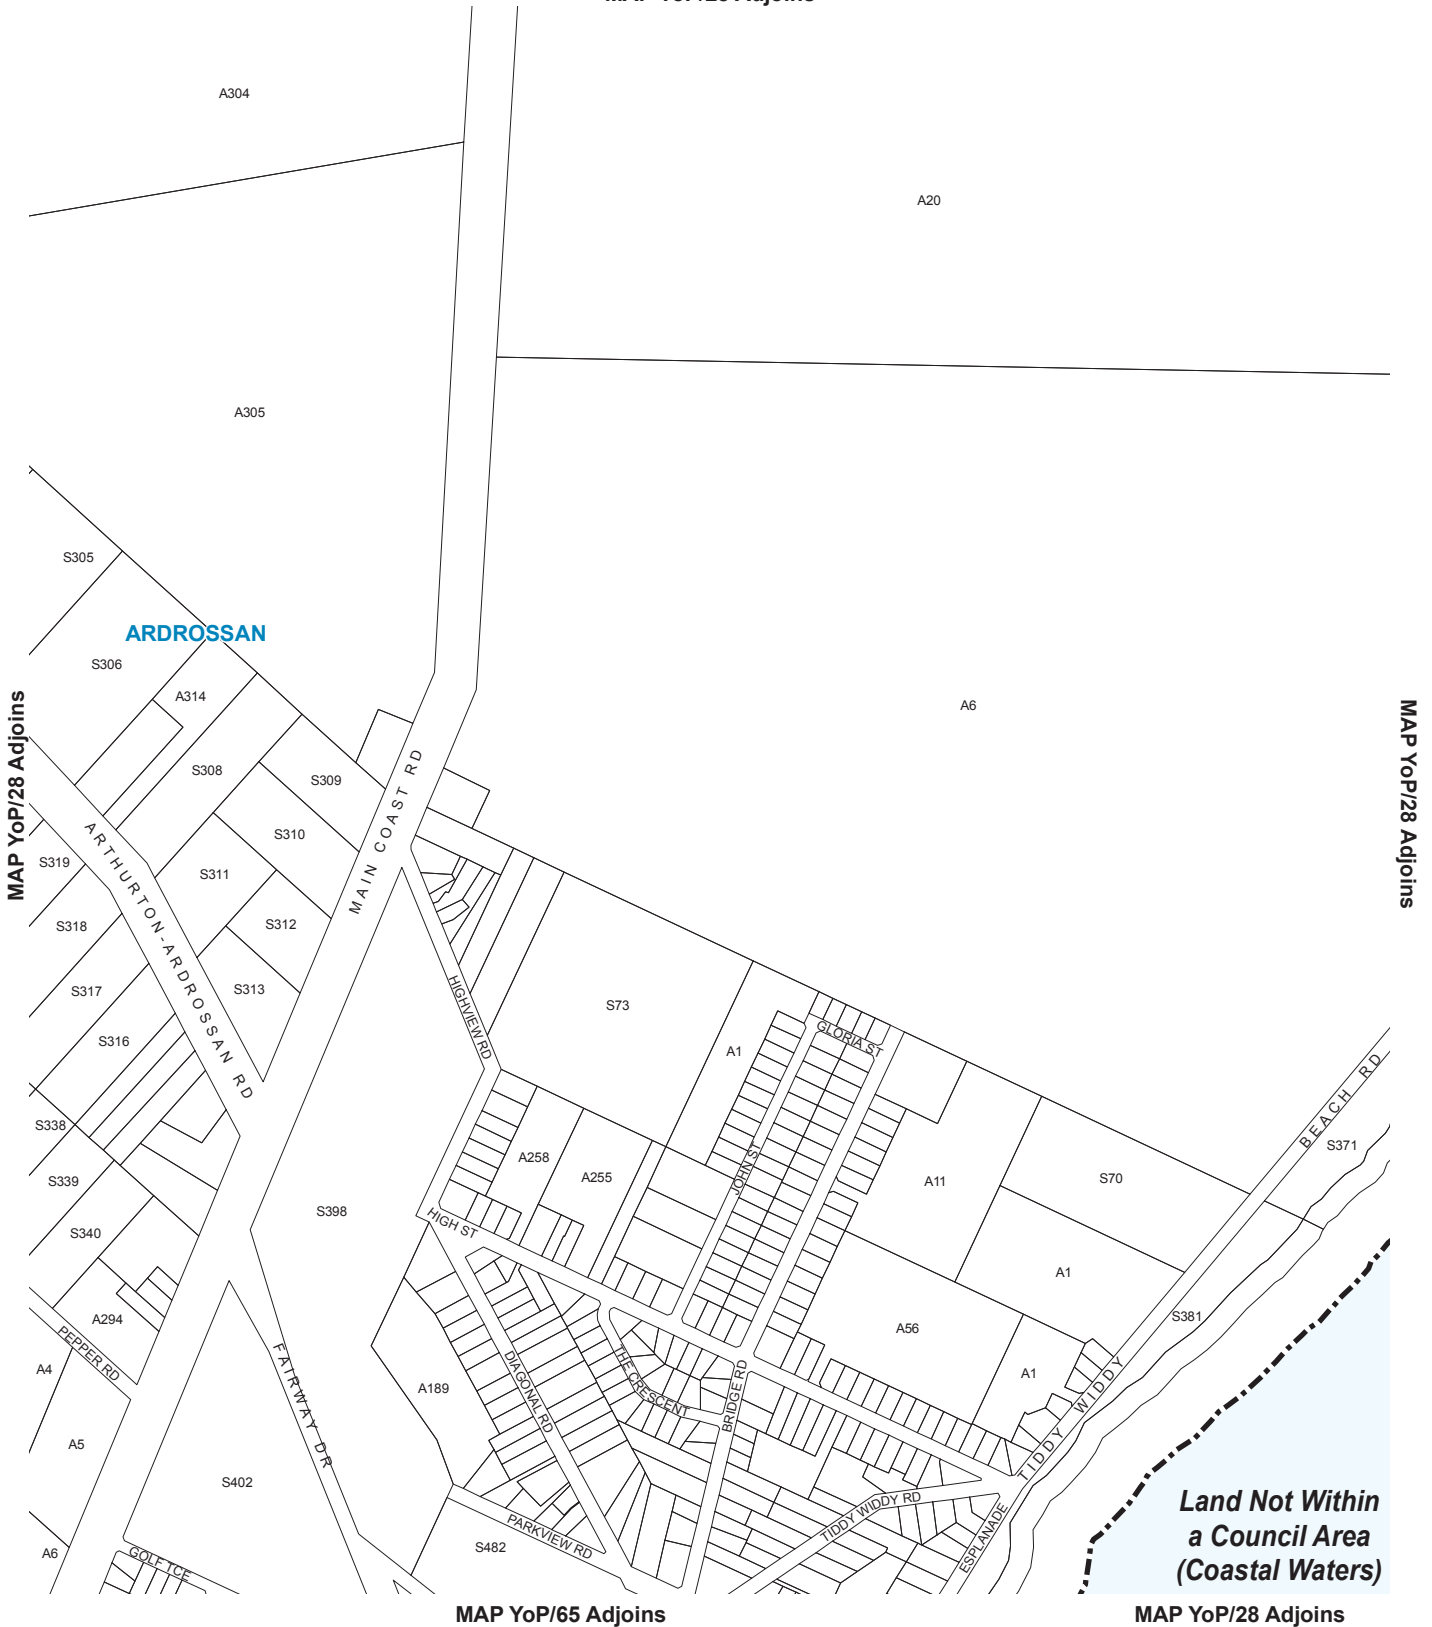 A304
A20
A305
S305
ARDROSSAN
S306
A314
A6
MAP YoP/28 Adjoins
MAP YoP/28 Adjoins
S308
S309
S310
MAIN COAST RD
S319
ARTHURTON-ARDROSSAN RD
S311
S318
S312
S317
S313
HIGHVIEW RD
S73
S316
A1
GLORIA ST
BEACH RD
S338
S371
A258
A255
JOHN ST
S339
A11
S70
S398
HIGH ST
S340
A1
S381
A294
A56
PEPPER RD
FAIRWAY DR
A4
DIAGONAL RD
THE CRESCENT
BRIDGE RD
A1
A189
TIDDY WIDDY
A5
S402
TIDDY WIDDY RD
Land Not Within
a Council Area
(Coastal Waters)
PARKVIEW RD
ESPLANADE
S482
A6
GOLF TCE
MAP YoP/65 Adjoins
MAP YoP/28 Adjoins